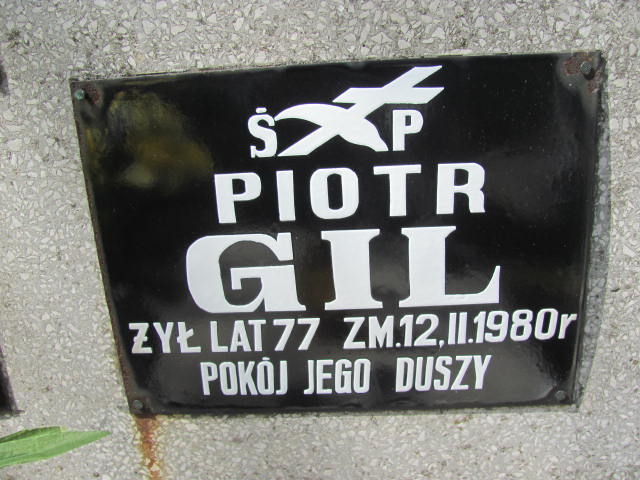 Ś P
PIOTR
GIL
ŻYŁ LAT 77 ZM.12,II.1980r
POKÓJ JEGO DUSZY